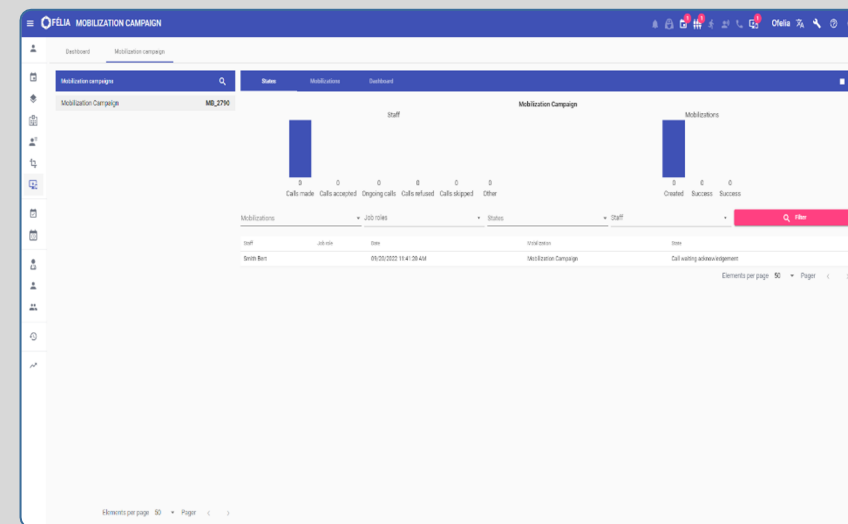 OFÉLIA MOBILIZATION CAMPAIGN
1 1 1 Ofelia
Dashboard Mobilization campaign
Mobilization campaigns
Mobilization Campaign MB_2790
States Mobilizations Dashboard
Mobilization Campaign
Staff
0 0 0 0 0 0
Calls made Calls accepted Ongoing calls Calls refused Calls skipped Other
Mobilizations
0 0 0
Created Success Success
Mobilizations Job roles States Staff Filter
Staff Job role Date Mobilization State
Smith Bert 09/20/2022 11:41:28 AM Mobilization Campaign Call waiting acknowledgement
Elements per page 50 Pager
Elements per page 50 Pager